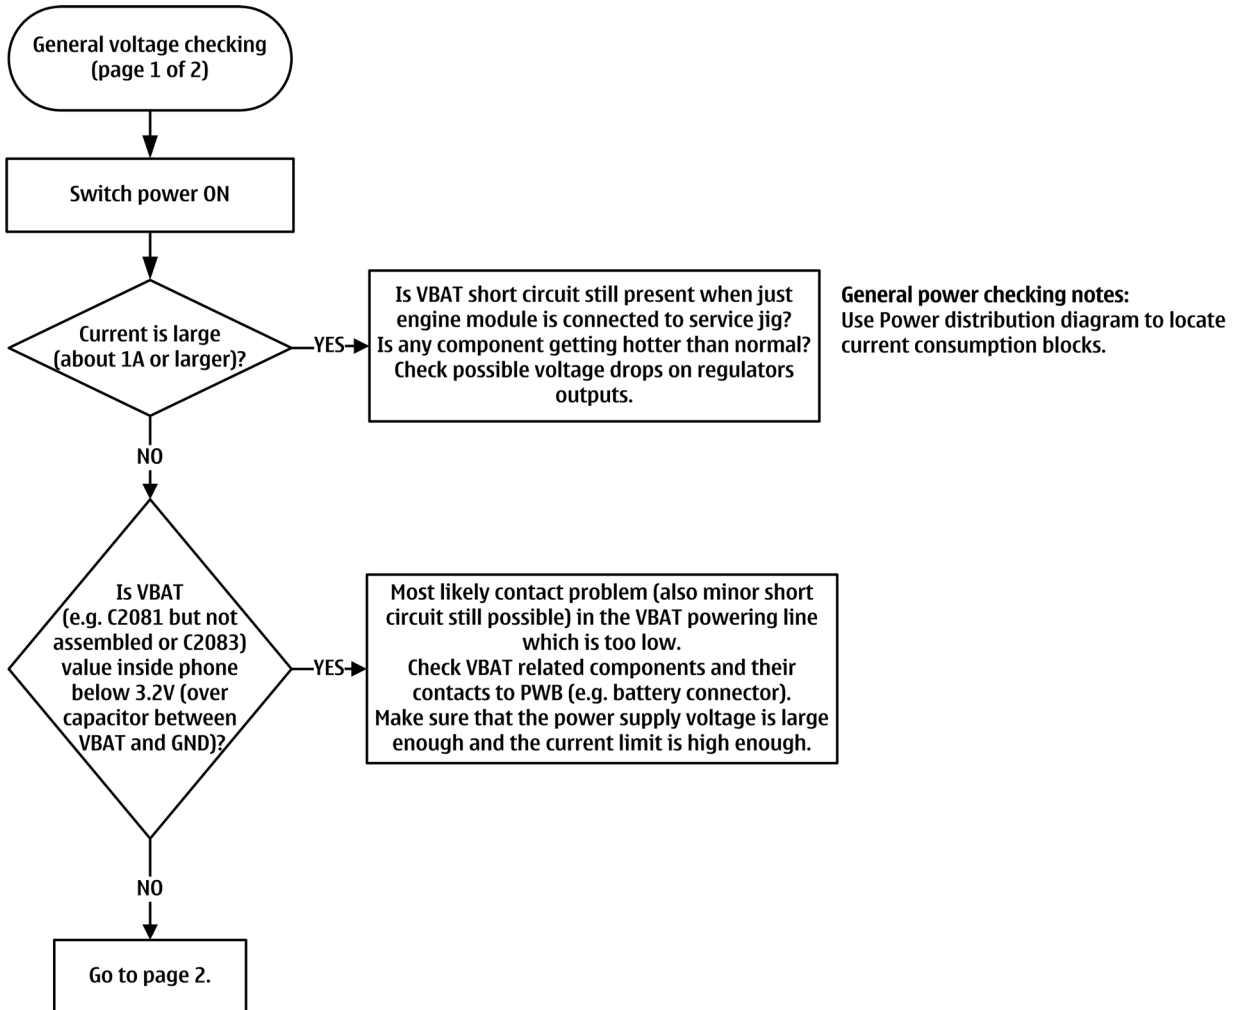 General voltage checking
(page 1 of 2)
Switch power ON
Current is large
(about 1A or larger)?
YES
Is VBAT short circuit still present when just
engine module is connected to service jig?
Is any component getting hotter than normal?
Check possible voltage drops on regulators
outputs.
General power checking notes:
Use Power distribution diagram to locate
current consumption blocks.
NO
Is VBAT
(e.g. C2081 but not
assembled or C2083)
value inside phone
below 3.2V (over
capacitor between
VBAT and GND)?
YES
Most likely contact problem (also minor short
circuit still possible) in the VBAT powering line
which is too low.
Check VBAT related components and their
contacts to PWB (e.g. battery connector).
Make sure that the power supply voltage is large
enough and the current limit is high enough.
NO
Go to page 2.